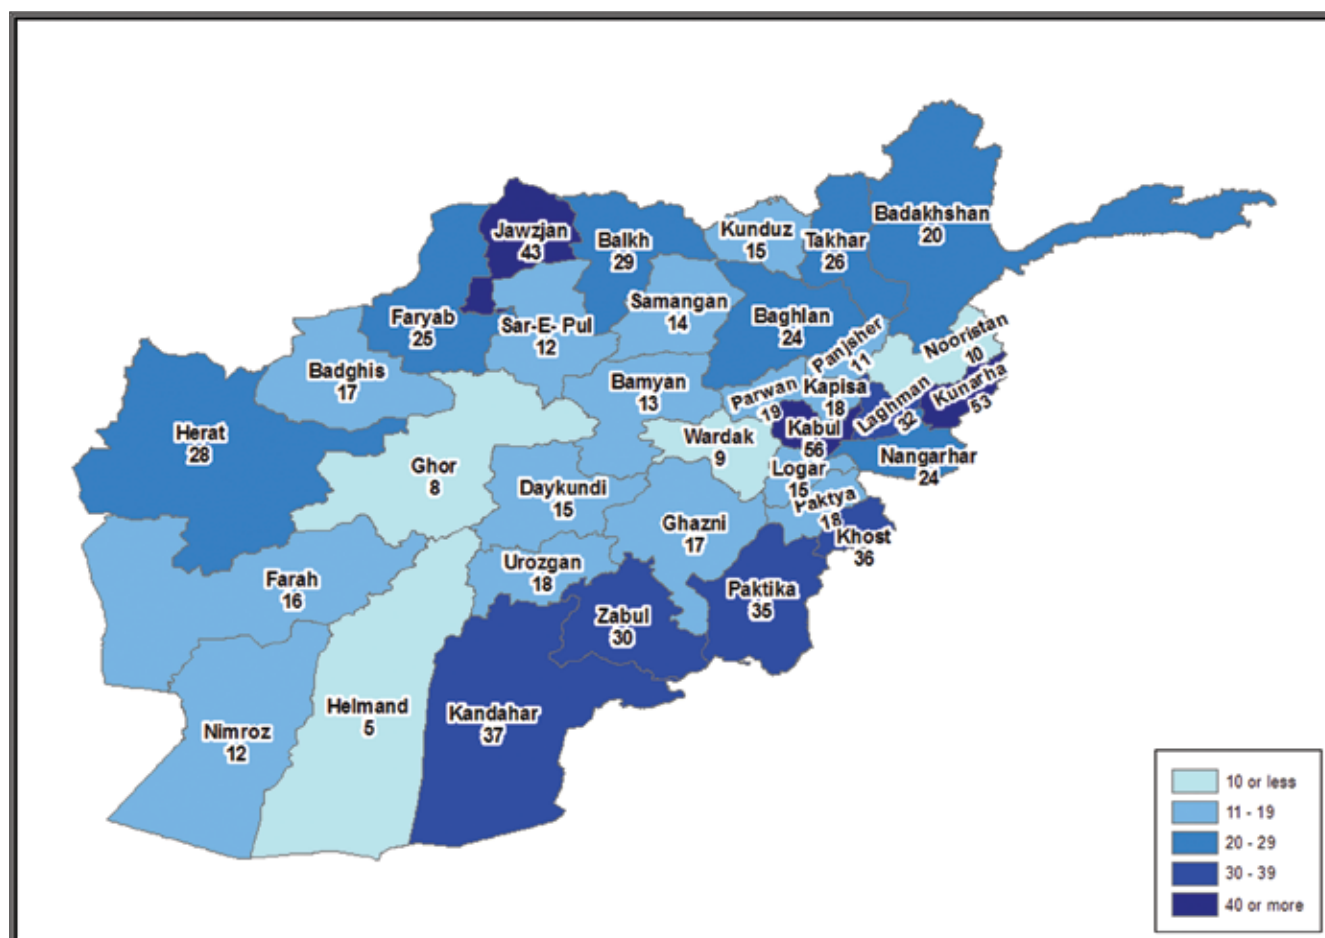 Badakhshan
20
Jawzjan
43
Balkh
29
Kunduz
15
Takhar
26
Faryab
25
Sar-E- Pul
12
Samangan
14
Baghlan
24
Panjsher
11
Nooristan
10
Badghis
17
Bamyan
13
Parwan
19
Kapisa
18
Laghman
32
Kunarha
53
Herat
28
Ghor
8
Wardak
9
Kabul
56
Nangarhar
24
Daykundi
15
Logar
15
Paktya
18
Ghazni
17
Khost
36
Urozgan
18
Farah
16
Paktika
35
Zabul
30
Helmand
5
Kandahar
37
Nimroz
12
10 or less
11 - 19
20 - 29
30 - 39
40 or more